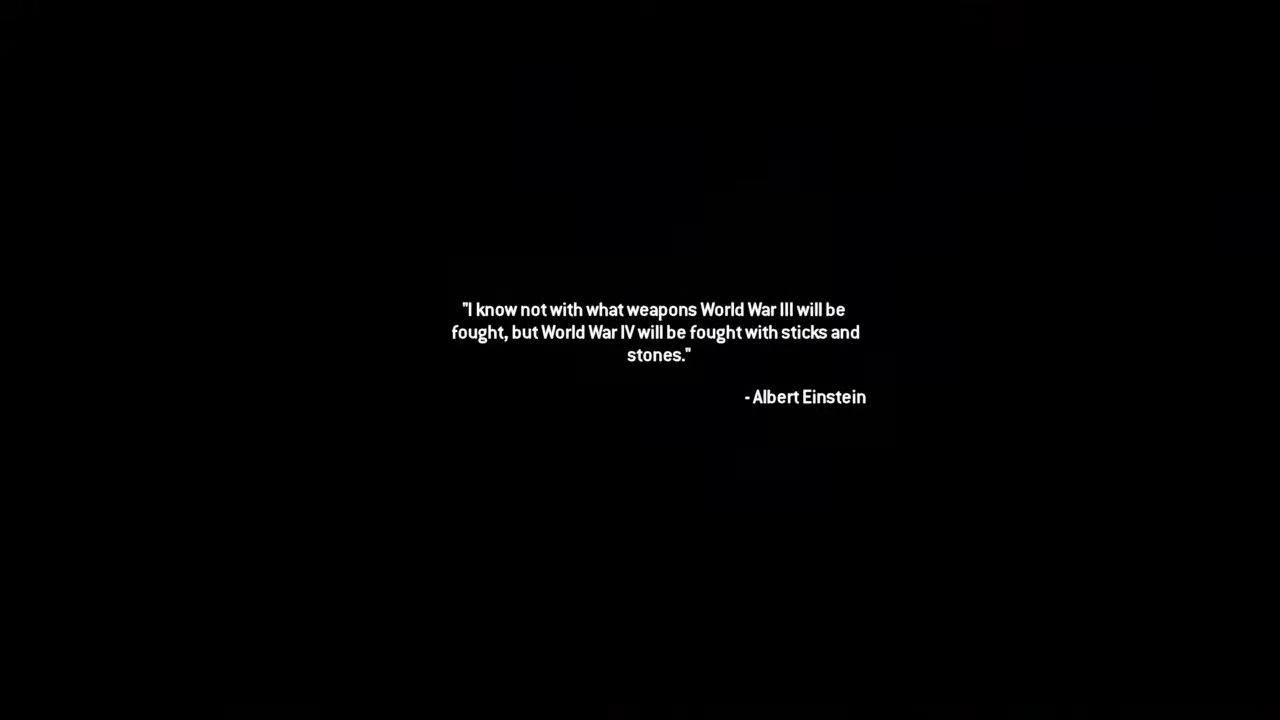 "I know not with what weapons World War III will be
fought, but World War IV will be fought with sticks and
stones."
- Albert Einstein